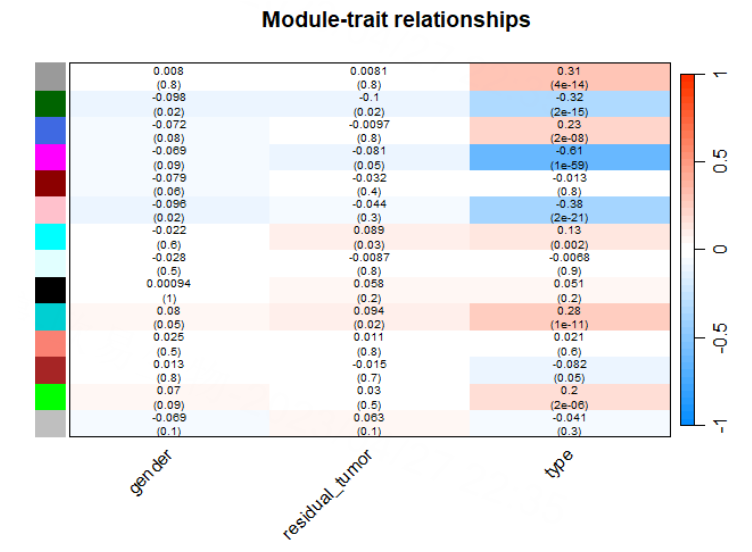 Module-trait relationships
0.008 0.0081 0.31
(0.8) (0.8) (4e-14)
-0.098 -0.1 -0.32
(0.02) (0.02) (2e-15)
-0.072 -0.0097 0.23
(0.08) (0.8) (2e-08)
-0.069 -0.081 -0.61
(0.09) (0.05) (1e-59)
-0.079 -0.032 -0.013
(0.06) (0.4) (0.8)
-0.096 -0.044 -0.38
(0.02) (0.3) (2e-21)
-0.022 0.089 0.13
(0.6) (0.03) (0.002)
-0.028 -0.0087 -0.0068
(0.5) (0.8) (0.9)
0.00094 0.058 0.051
(1) (0.2) (0.2)
0.08 0.094 0.28
(0.05) (0.02) (1e-11)
0.025 0.011 0.021
(0.5) (0.8) (0.6)
0.013 -0.015 -0.082
(0.8) (0.7) (0.05)
0.07 0.03 0.2
(0.09) (0.5) (2e-06)
-0.069 0.063 -0.041
(0.1) (0.1) (0.3)
gender
residual_tumor
type
1
0.5
0
-0.5
-1